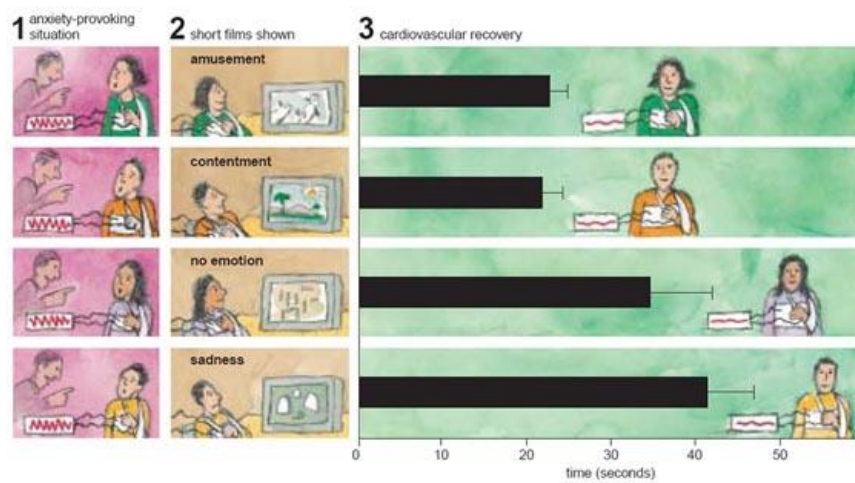 1 anxiety-provoking
situation
2 short films shown
3 cardiovascular recovery
amusement
contentment
no emotion
sadness
0 10 20 30 40 50
time (seconds)